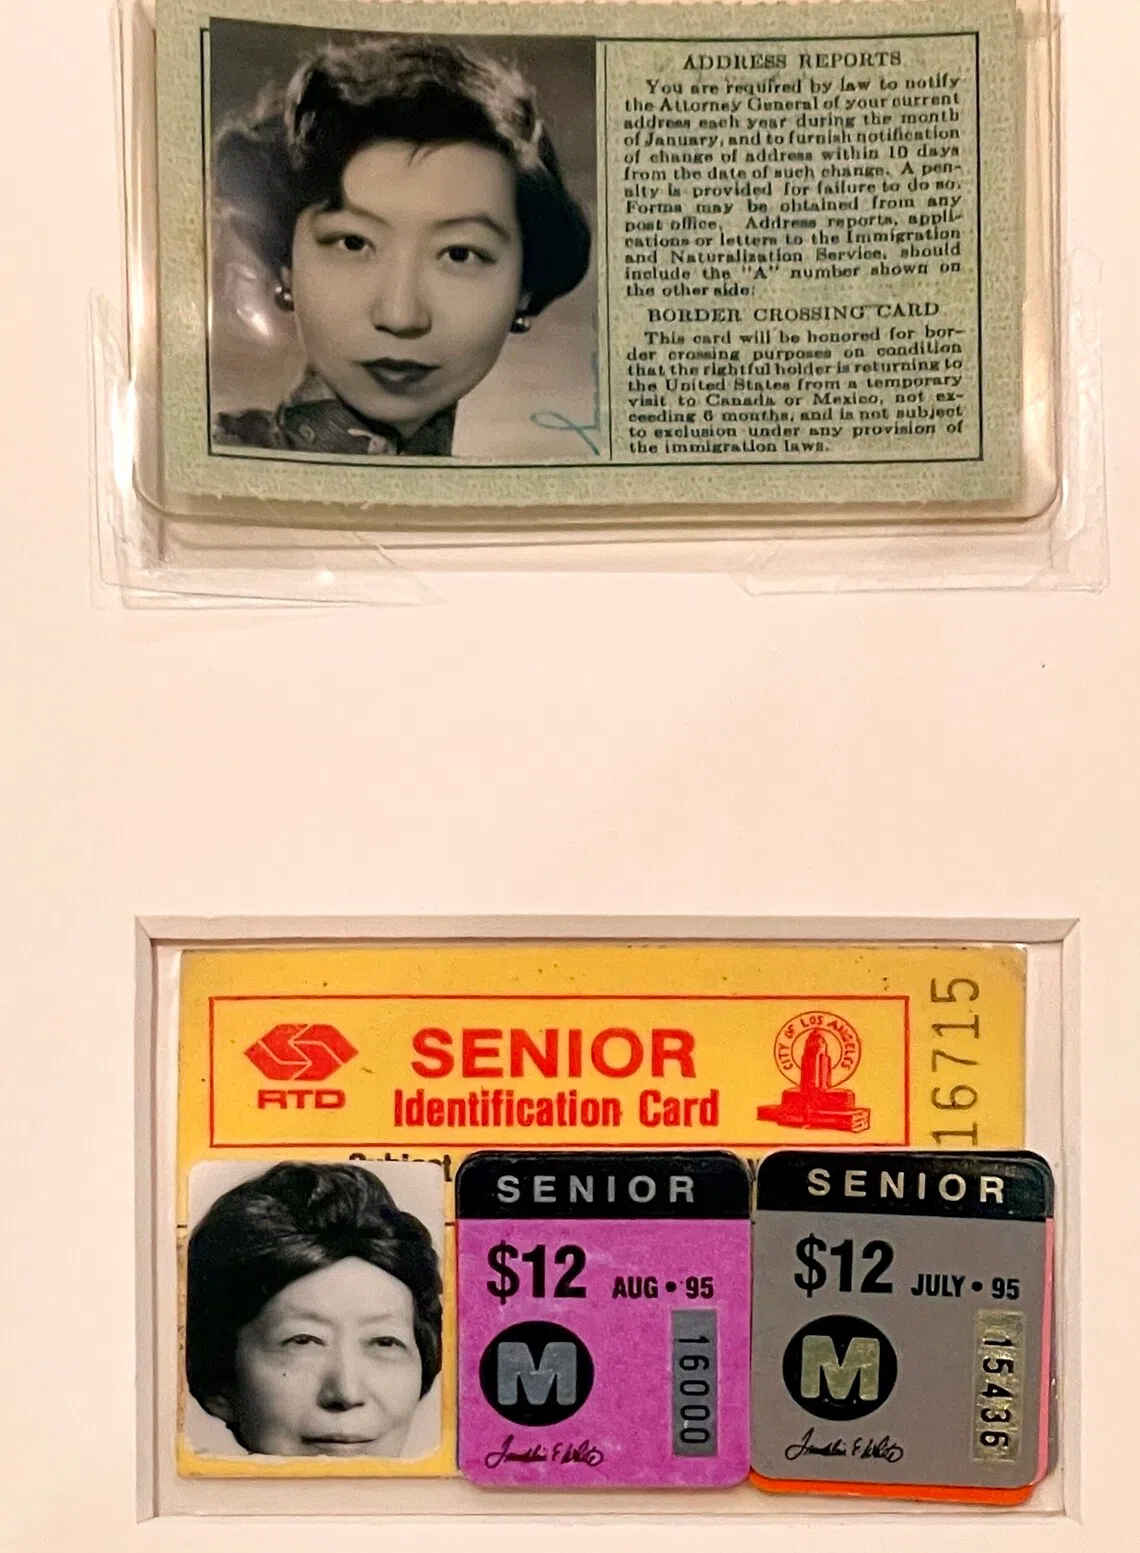 ADDRESS REPORTS
You are required by law to notify
the Attorney General of your current
address each year during the month
of January, and to furnish notification
of change of address within 10 days
from the date of such change. A pen-
alty is provided for failure to do so.
Forms may be obtained from any
post office. Address reports, appli-
cations or letters to the Immigration
and Naturalization Service, should
include the "A" number shown on
the other side.
BORDER CROSSING CARD
This card will be honored for bor-
der crossing purposes on condition
that the rightful holder is returning to
the United States from a temporary
visit to Canada or Mexico, not ex-
ceeding 6 months, and is not subject
to exclusion under any provision of
the immigration laws.
RTD
SENIOR
Identification Card
CITY OF LOS ANGELES
16715
Subject
SENIOR
$12 AUG • 95
M
16000
SENIOR
$12 JULY • 95
M
15436